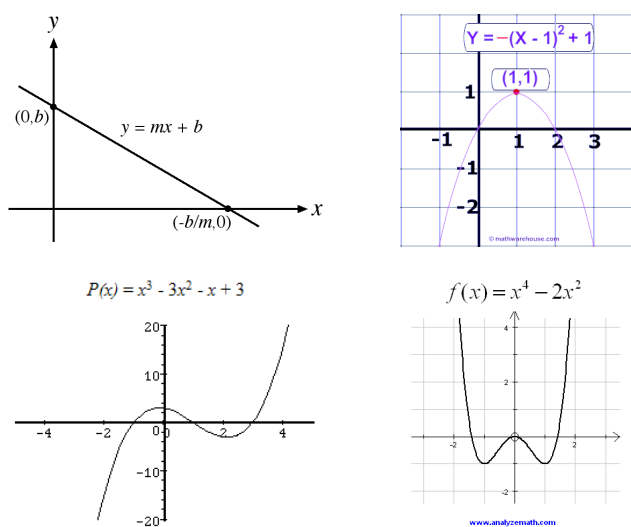 y
(0,b)
y = mx + b
x
(-b/m,0)
Y = -(X - 1)² + 1
(1,1)
1
-1 1 2 3
-1
-2
© mathwarehouse.com
P(x) = x³ - 3x² - x + 3
20
10
-4 -2 0 2 4
-10
-20
f(x) = x⁴ − 2x²
4
2
-2 0 2
-2
www.analyzemath.com